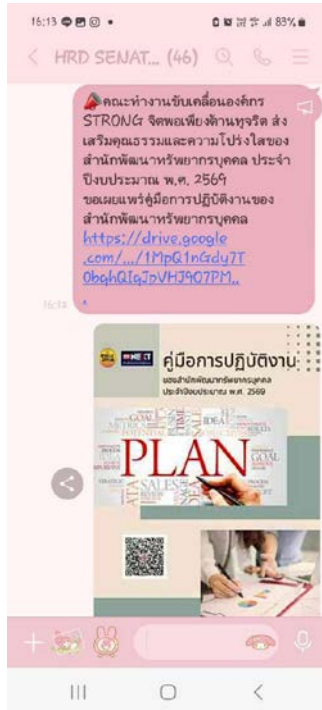 16:13
83%
HRD SENAT... (46)
📣คณะทำงานขับเคลื่อนองค์กร
STRONG จิตพอเพียงต้านทุจริต ส่ง
เสริมคุณธรรมและความโปร่งใสของ
สำนักพัฒนาทรัพยากรบุคคล ประจำ
ปีงบประมาณ พ.ศ. 2569
ขอเผยแพร่คู่มือการปฏิบัติงานของ
สำนักพัฒนาทรัพยากรบุคคล
https://drive.google
.com/.../1MpQ1nGdy7T
0bqhQIqJpVHJ9O7PM..
16:12
NEXT
คู่มือการปฏิบัติงาน
ของสำนักพัฒนาทรัพยากรบุคคล
ประจำปีงบประมาณ พ.ศ. 2569
GOAL
IDEA
METRICS
TIME
PLAN
GOAL
SALES